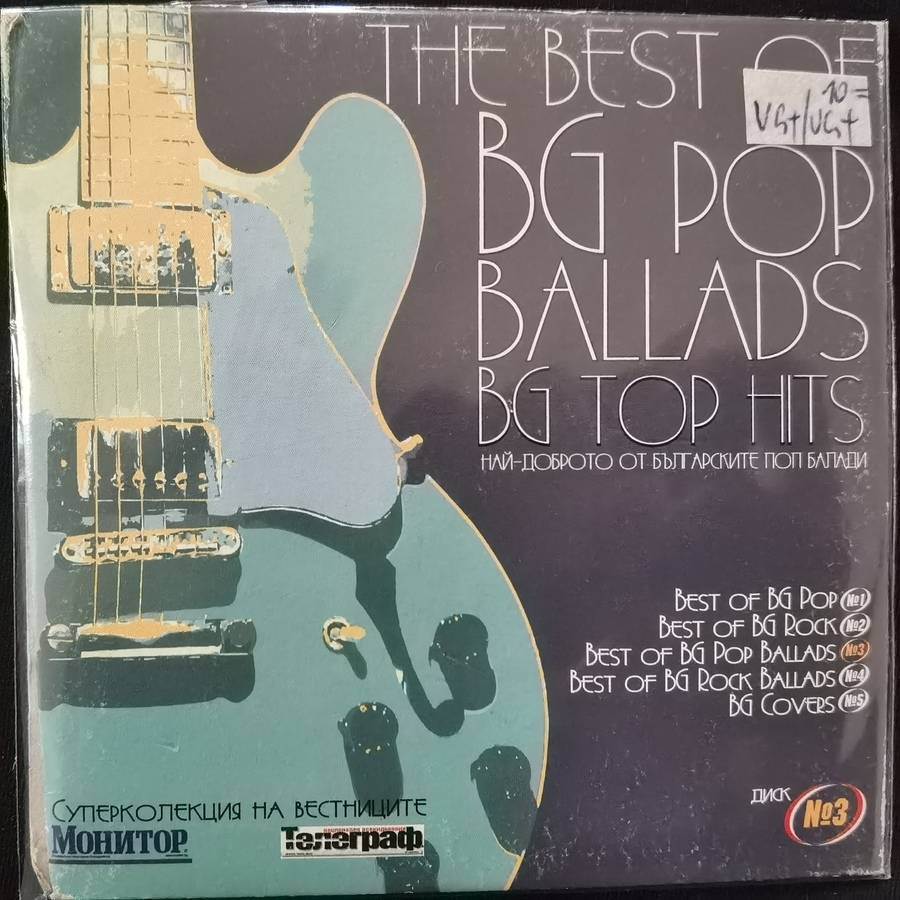 THE BEST OF
10=
VG+/VG+
BG POP
BALLADS
BG TOP HITS
НАЙ-ДОБРОТО ОТ БЪЛГАРСКИТЕ ПОП БАЛАДИ
BEST OF BG POP №1
BEST OF BG ROCK №2
BEST OF BG POP BALLADS №3
BEST OF BG ROCK BALLADS №4
BG COVERS №5
ДИСК №3
СУПЕРКОЛЕКЦИЯ НА ВЕСТНИЦИТЕ
МОНИТОР
Телеграф